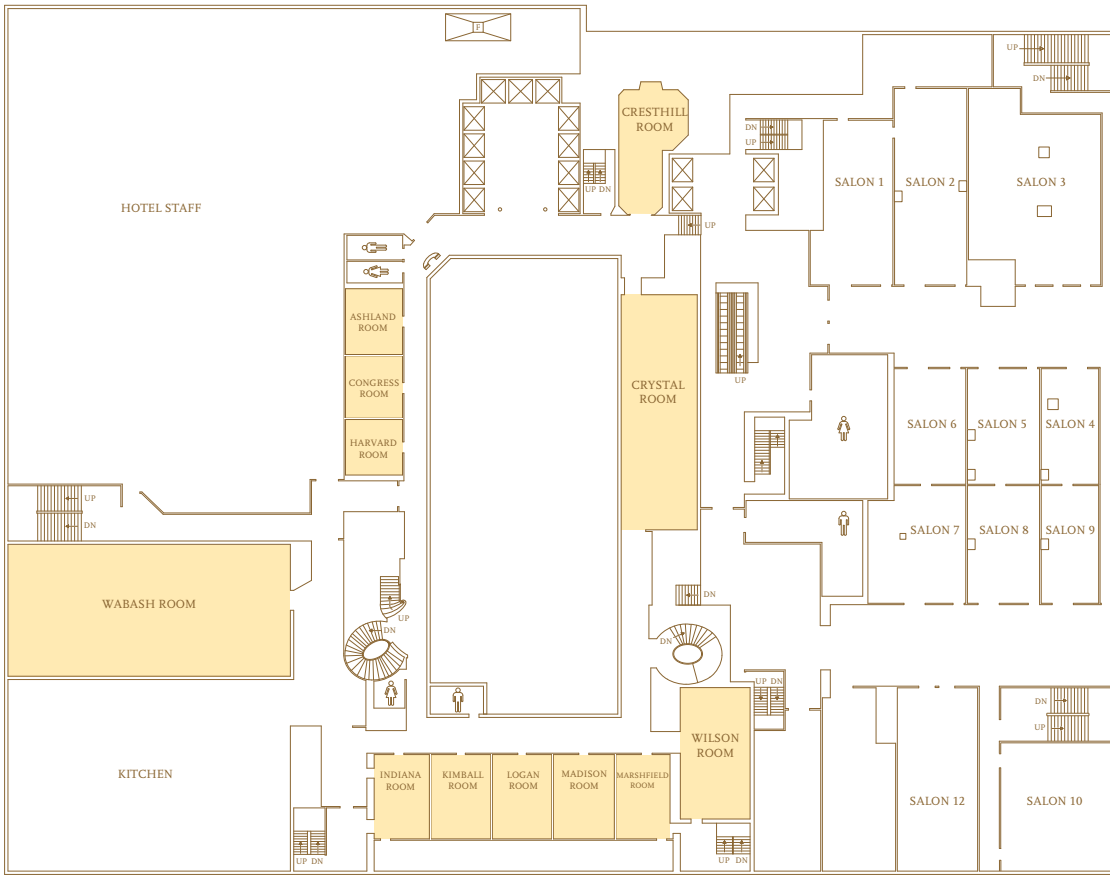 F
UP
DN
CRESTHILL
ROOM
DN
UP
UP DN
SALON 1
SALON 2
SALON 3
HOTEL STAFF
UP
ASHLAND
ROOM
CONGRESS
ROOM
HARVARD
ROOM
CRYSTAL
ROOM
UP
SALON 6
SALON 5
SALON 4
UP
DN
SALON 7
SALON 8
SALON 9
WABASH ROOM
UP
DN
DN
DN
UP DN
DN
UP
WILSON
ROOM
KITCHEN
INDIANA
ROOM
KIMBALL
ROOM
LOGAN
ROOM
MADISON
ROOM
MARSHFIELD
ROOM
SALON 12
SALON 10
UP DN
UP DN